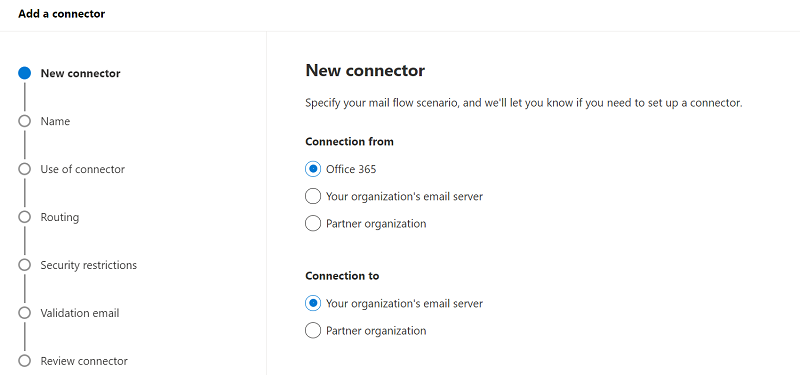 Add a connector
New connector
Name
Use of connector
Routing
Security restrictions
Validation email
Review connector
New connector
Specify your mail flow scenario, and we'll let you know if you need to set up a connector.
Connection from
Office 365
Your organization's email server
Partner organization
Connection to
Your organization's email server
Partner organization